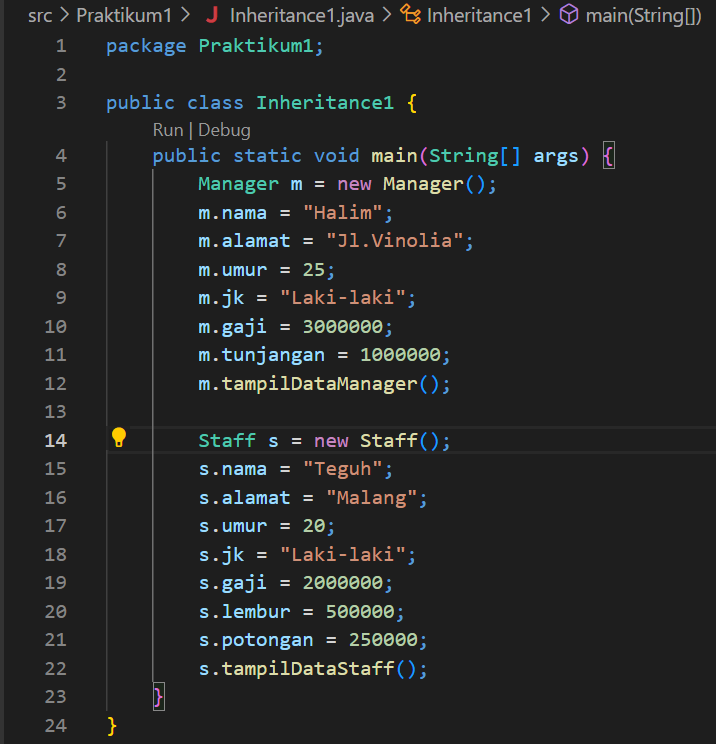 src > Praktikum1 > J Inheritance1.java > Inheritance1 > main(String[])
1 package Praktikum1;
2
3 public class Inheritance1 {
Run | Debug
4 public static void main(String[] args) {
5 Manager m = new Manager();
6 m.nama = "Halim";
7 m.alamat = "Jl.Vinolia";
8 m.umur = 25;
9 m.jk = "Laki-laki";
10 m.gaji = 3000000;
11 m.tunjangan = 1000000;
12 m.tampilDataManager();
13
14 Staff s = new Staff();
15 s.nama = "Teguh";
16 s.alamat = "Malang";
17 s.umur = 20;
18 s.jk = "Laki-laki";
19 s.gaji = 2000000;
20 s.lembur = 500000;
21 s.potongan = 250000;
22 s.tampilDataStaff();
23 }
24 }